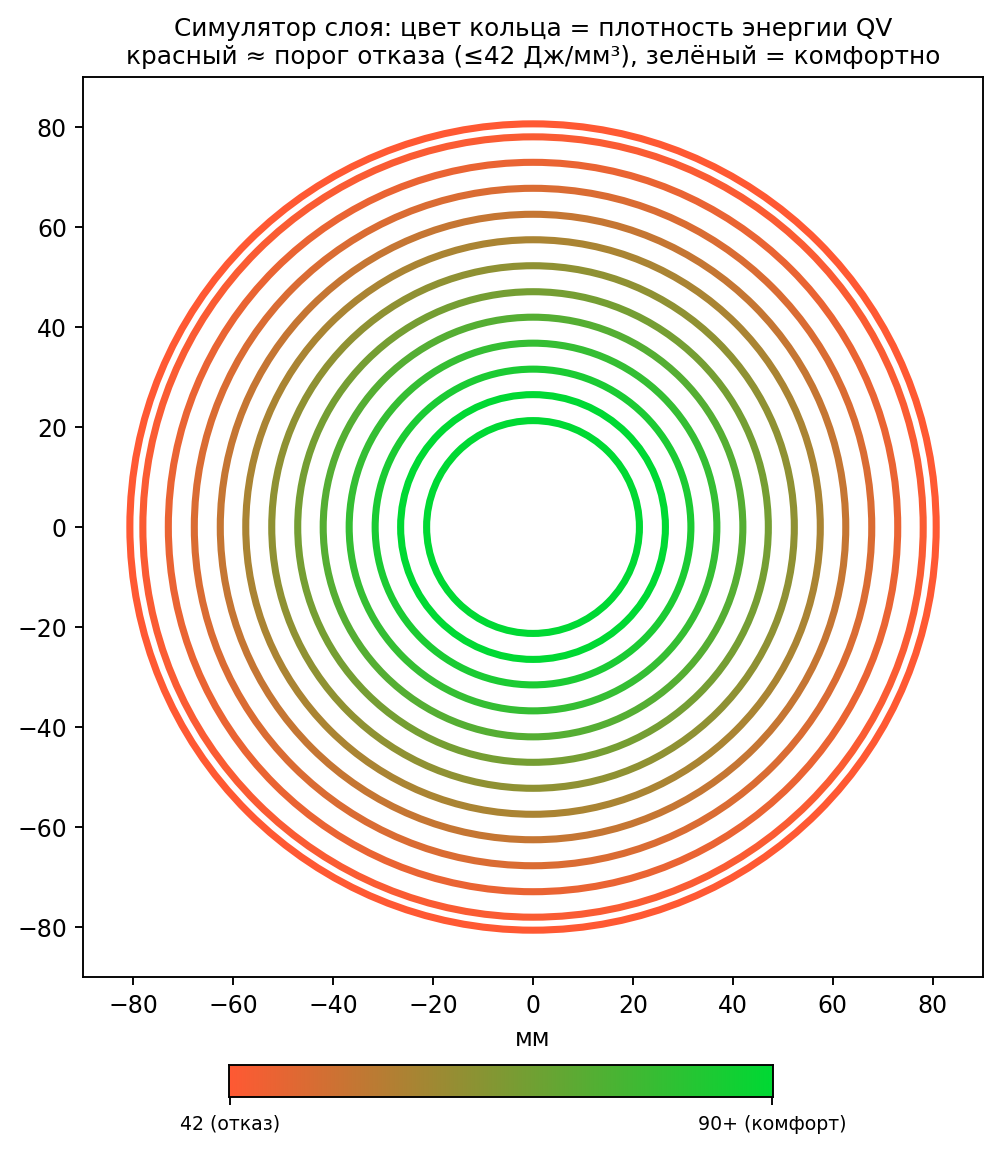 Симулятор слоя: цвет кольца = плотность энергии QV
красный ≈ порог отказа (≤42 Дж/мм³), зелёный = комфортно
80
60
40
20
0
−20
−40
−60
−80
−80 −60 −40 −20 0 20 40 60 80
мм
42 (отказ) 90+ (комфорт)